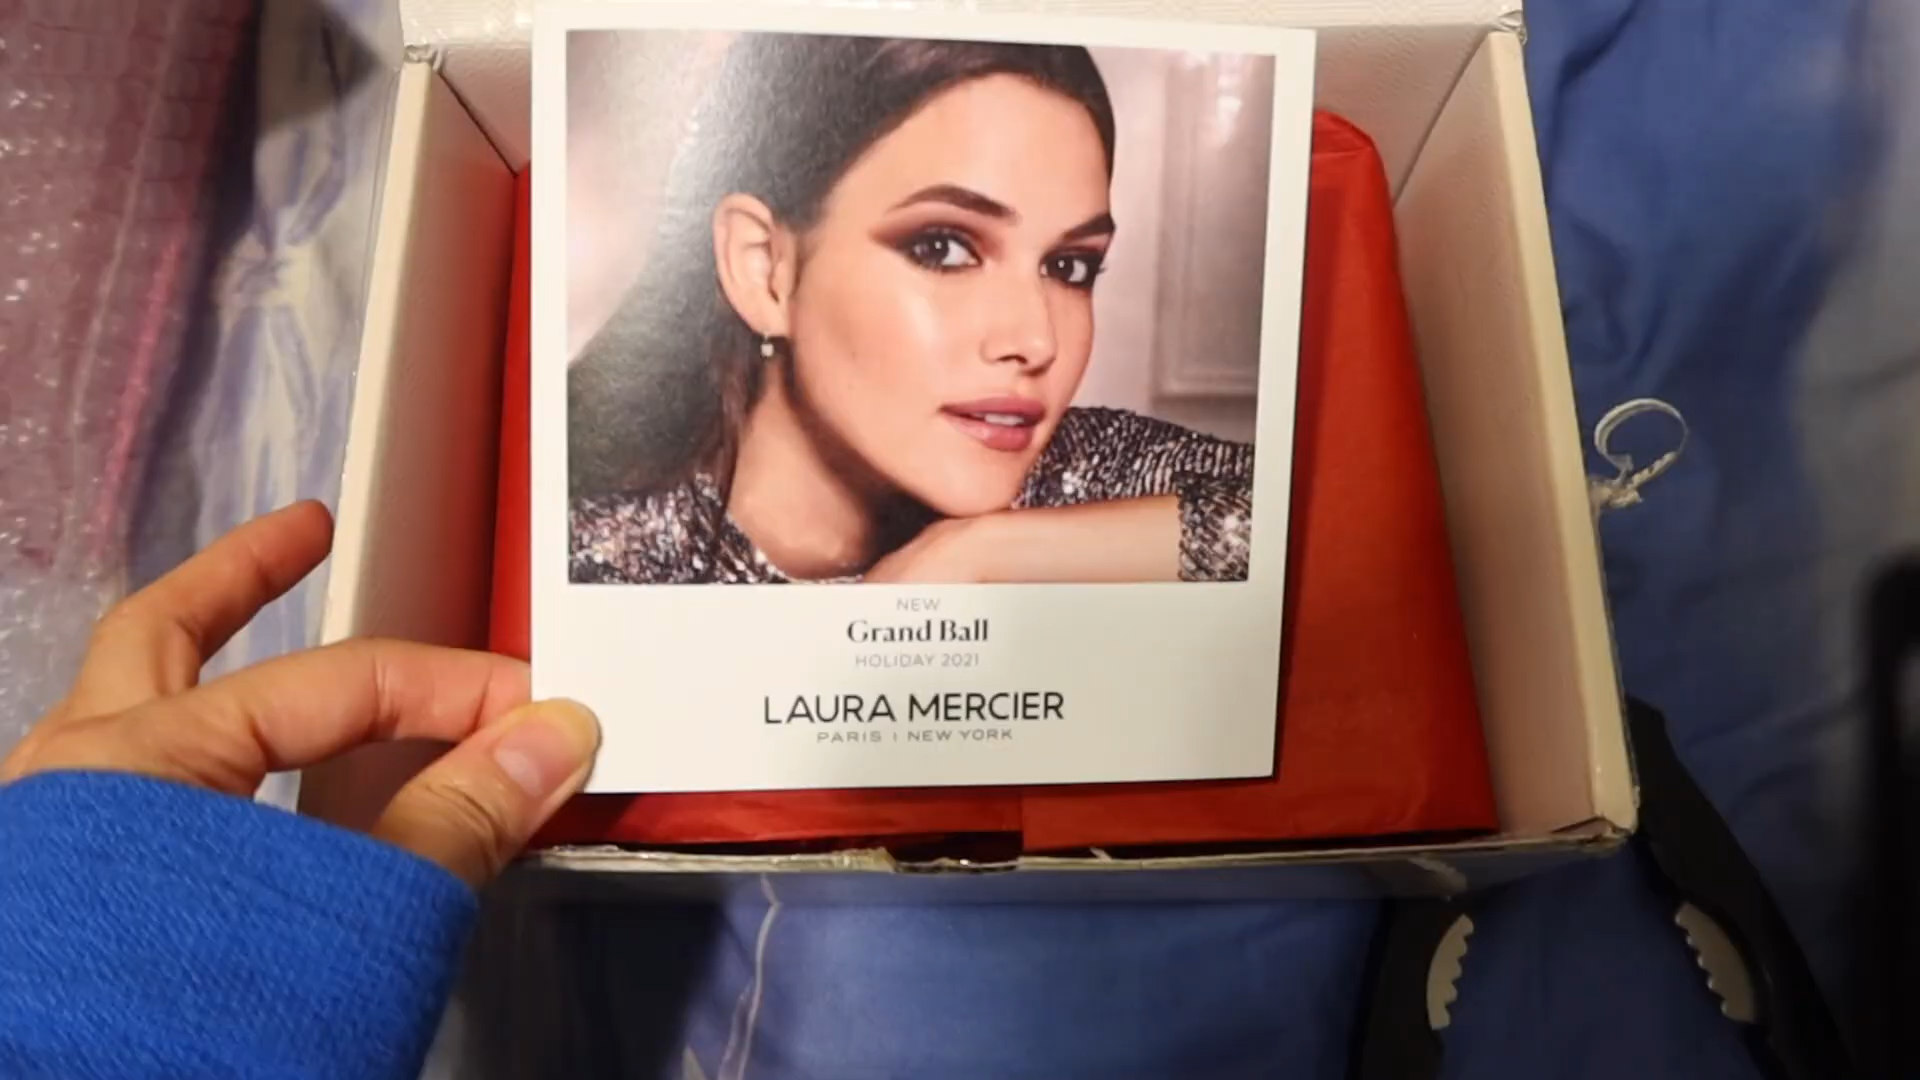 NEW
Grand Ball
HOLIDAY 2021
LAURA MERCIER
PARIS | NEW YORK